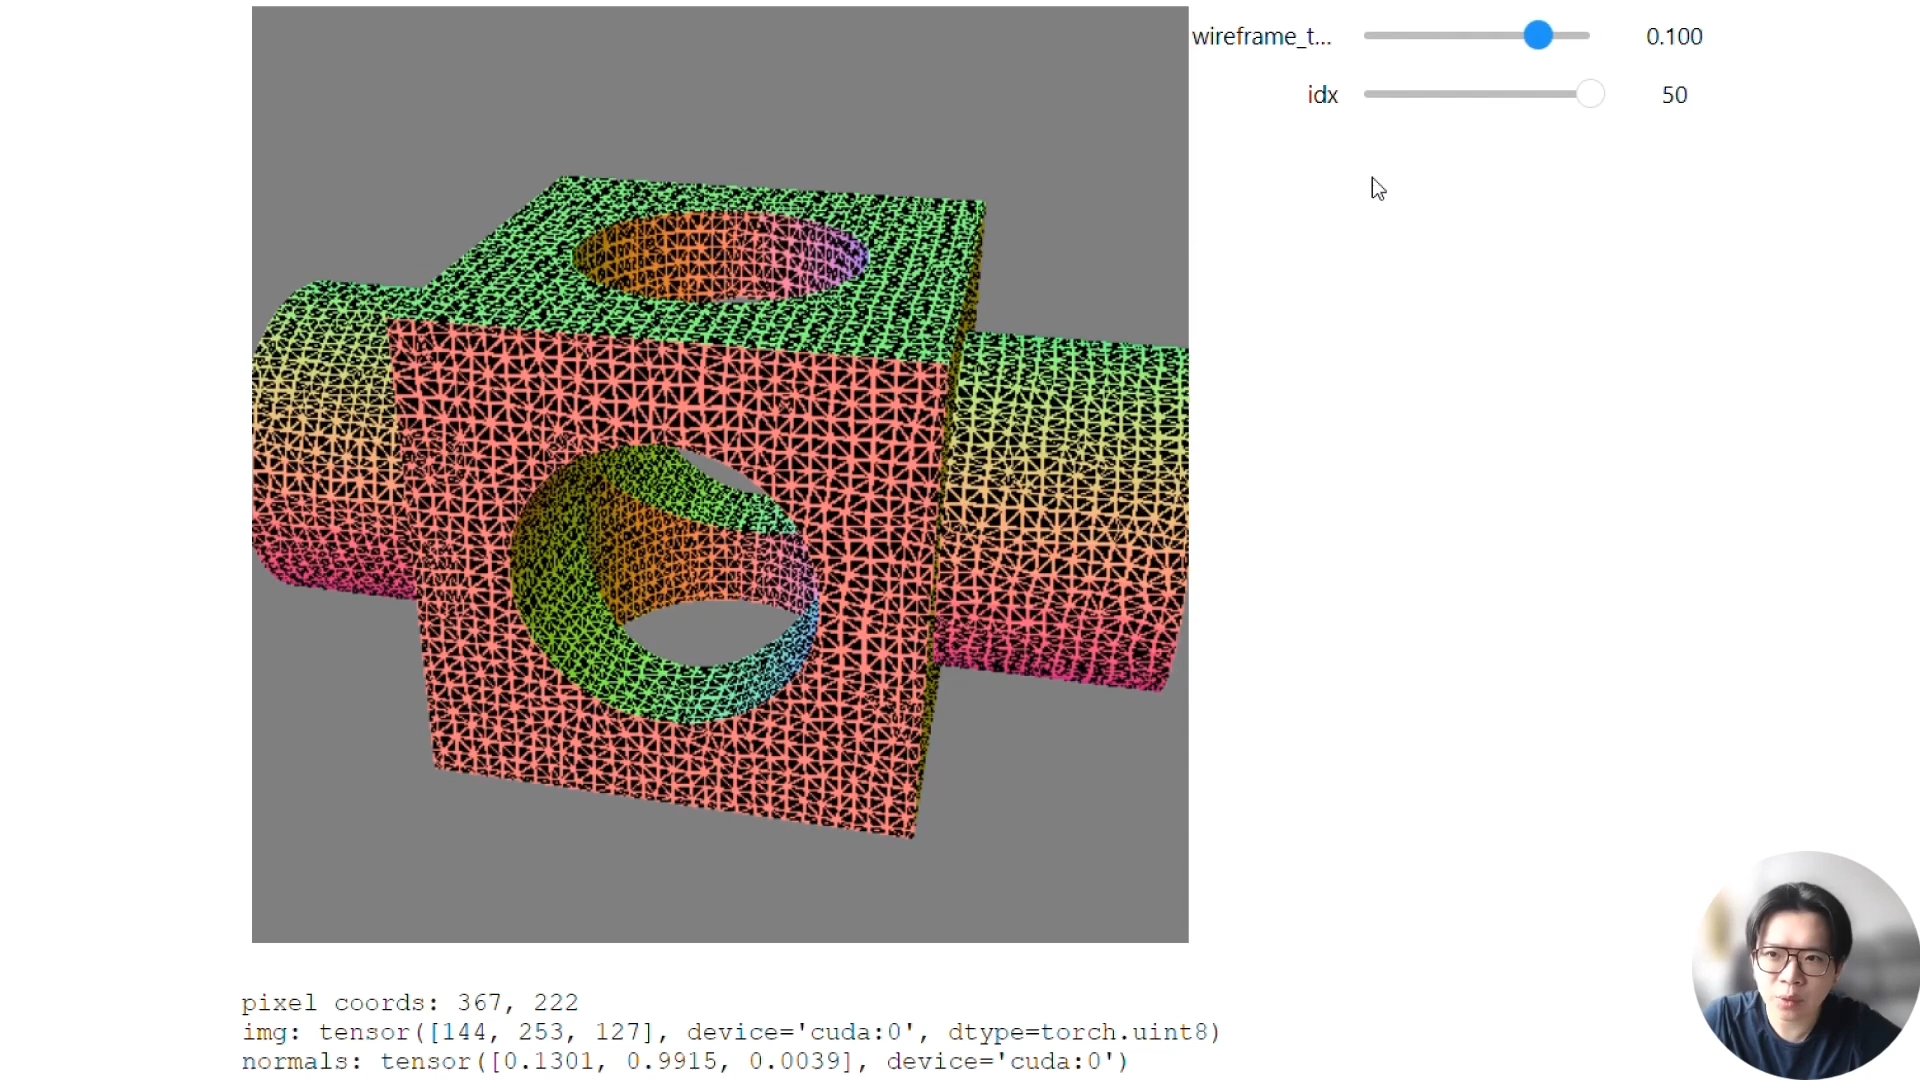 wireframe_t... 0.100
idx 50
pixel coords: 367, 222
img: tensor([144, 253, 127], device='cuda:0', dtype=torch.uint8)
normals: tensor([0.1301, 0.9915, 0.0039], device='cuda:0')